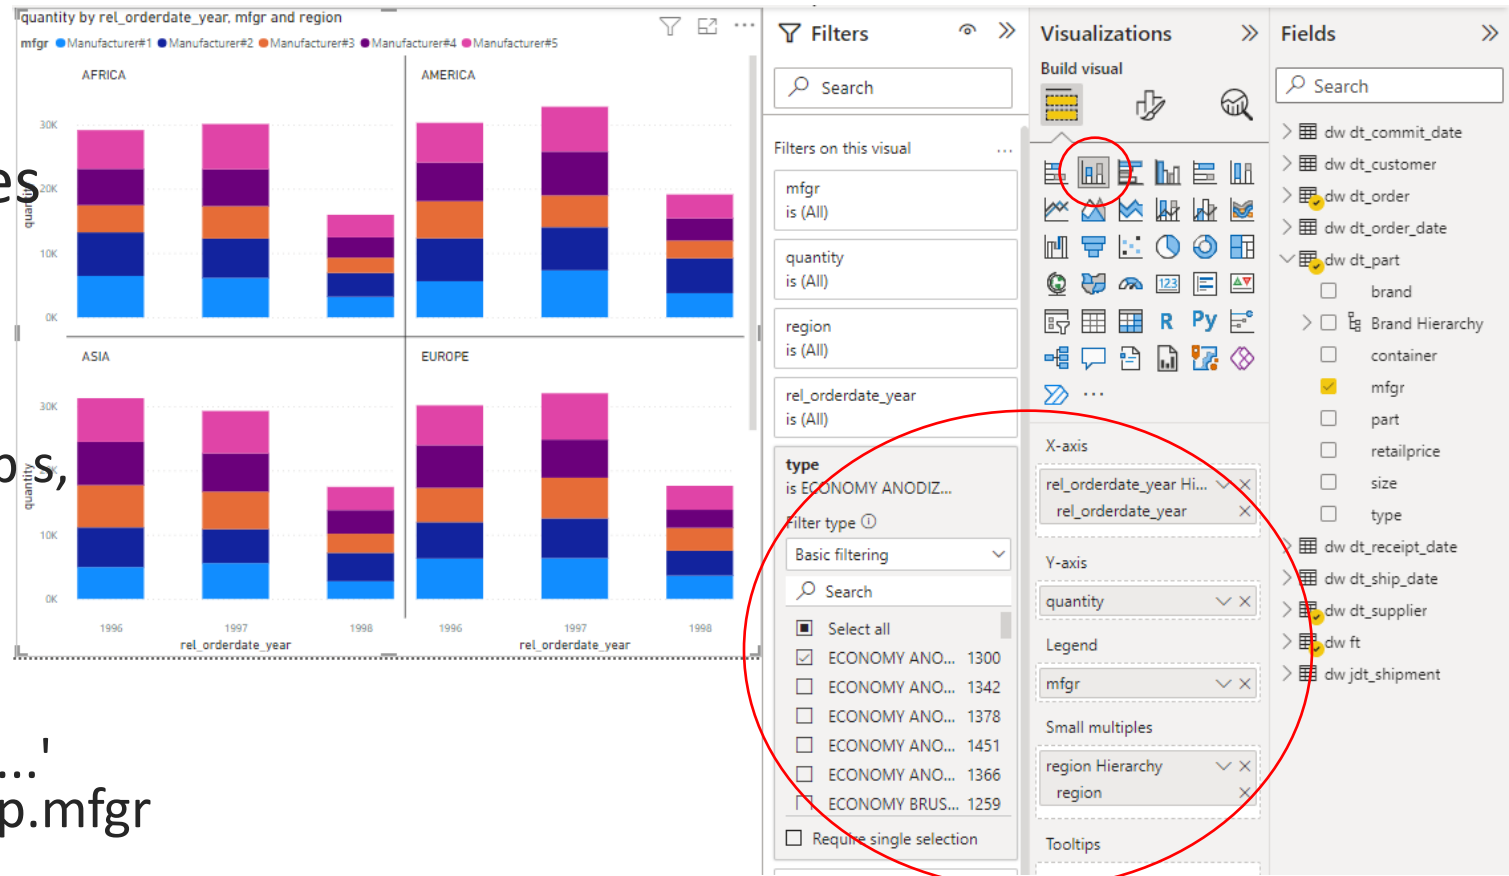 quantity by rel_orderdate_year, mfgr and region
mfgr Manufacturer#1 Manufacturer#2 Manufacturer#3 Manufacturer#4 Manufacturer#5
AFRICA
AMERICA
30K
20K
10K
0K
quantity
ASIA
EUROPE
30K
10K
0K
quantity
1996 1997 1998 1996 1997 1998
rel_orderdate_year rel_orderdate_year
es
s,
...'
p.mfgr
Filters
Search
Filters on this visual ...
mfgr
is (All)
quantity
is (All)
region
is (All)
rel_orderdate_year
is (All)
type
is ECONOMY ANODIZ...
Filter type
Basic filtering
Search
Select all
ECONOMY ANO... 1300
ECONOMY ANO... 1342
ECONOMY ANO... 1378
ECONOMY ANO... 1451
ECONOMY ANO... 1366
ECONOMY BRUS... 1259
Require single selection
Visualizations
Build visual
123
R Py
...
X-axis
rel_orderdate_year Hi...
rel_orderdate_year
Y-axis
quantity
Legend
mfgr
Small multiples
region Hierarchy
region
Tooltips
Fields
Search
dw dt_commit_date
dw dt_customer
dw dt_order
dw dt_order_date
dw dt_part
brand
Brand Hierarchy
container
mfgr
part
retailprice
size
type
dw dt_receipt_date
dw dt_ship_date
dw dt_supplier
dw ft
dw jdt_shipment